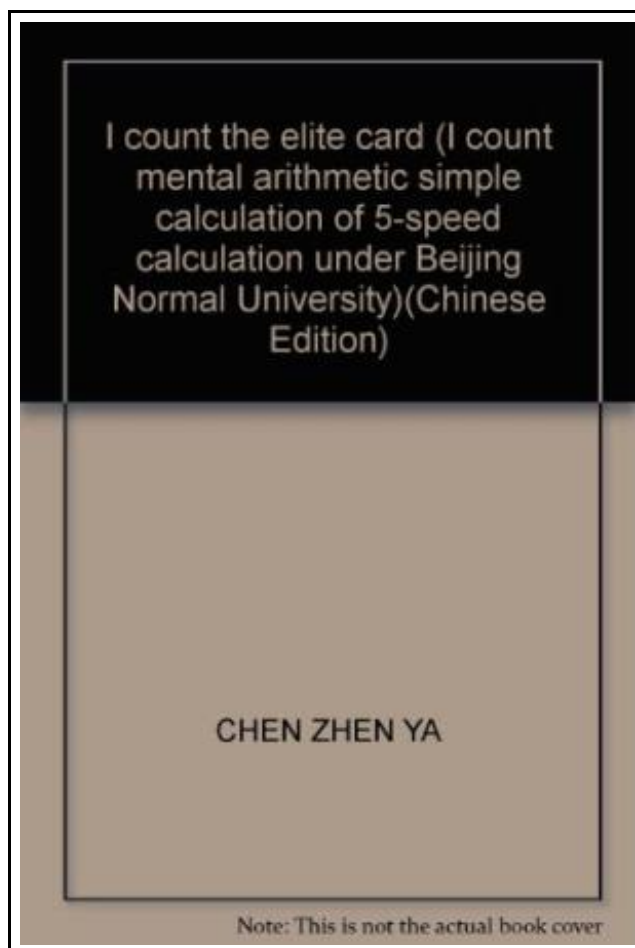 I count the elite card (I count
mental arithmetic simple
calculation of 5-speed
calculation under Beijing
Normal University)(Chinese
Edition)
CHEN ZHEN YA
Note: This is not the actual book cover